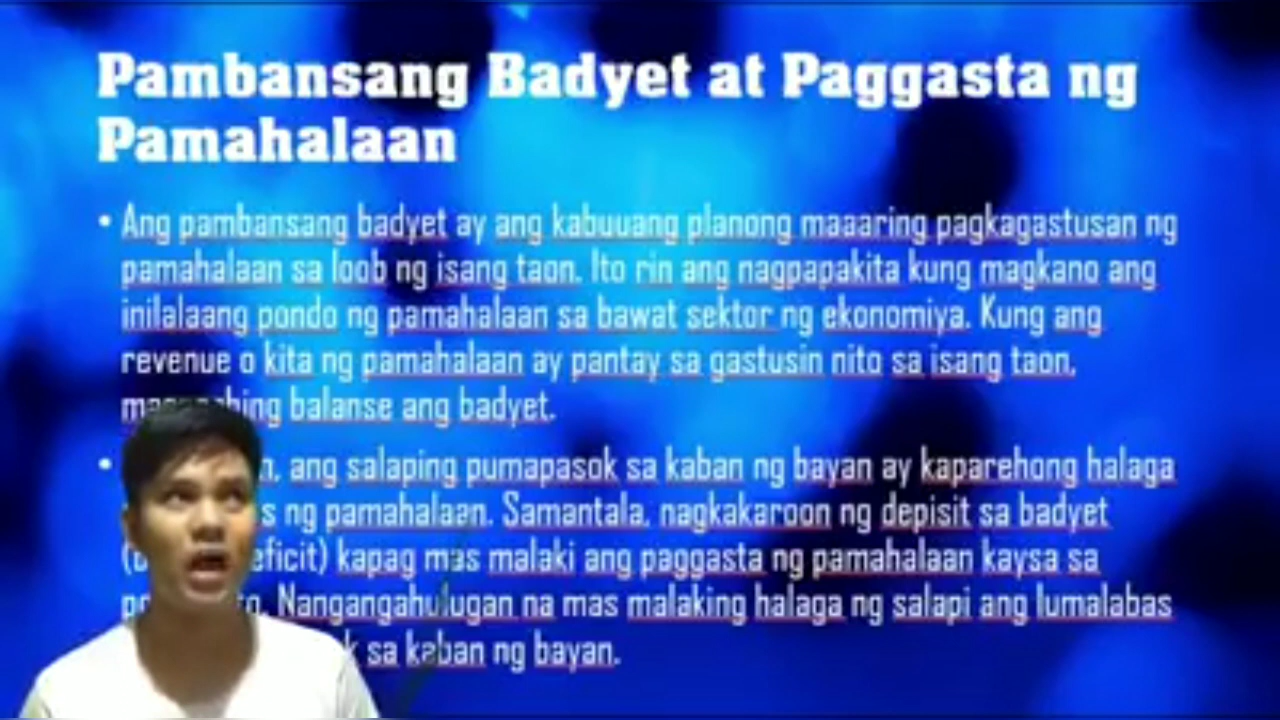 Pambansang Badyet at Paggasta ng
Pamahalaan
• Ang pambansang badyet ay ang kabuuang planong maaaring pagkagastusan ng
pamahalaan sa loob ng isang taon. Ito rin ang nagpapakita kung magkano ang
inilalaang pondo ng pamahalaan sa bawat sektor ng ekonomiya. Kung ang
revenue o kita ng pamahalaan ay pantay sa gastusin nito sa isang taon,
balanse ang badyet.
• ang salaping pumapasok sa kaban ng bayan ay kaparehong halaga
ng pamahalaan. Samantala, nagkakaroon ng depisit sa badyet
kapag mas malaki ang paggasta ng pamahalaan kaysa sa
Nangangahulugan na mas malaking halaga ng salapi ang lumalabas
sa kaban ng bayan.